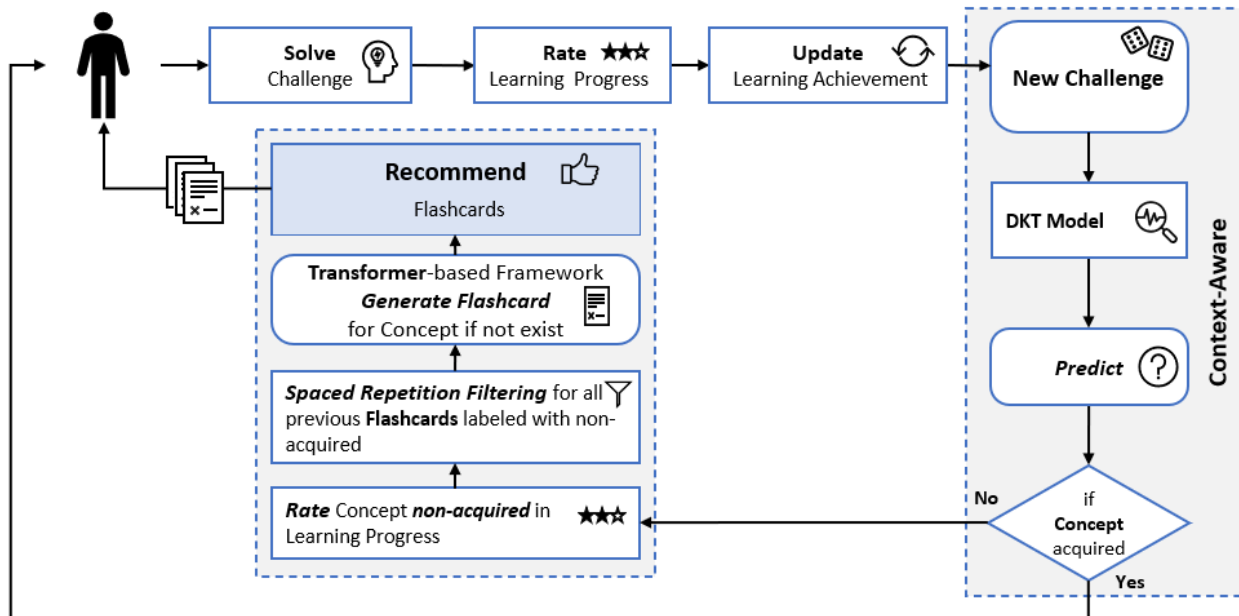 Solve
Challenge
Rate
Learning Progress
Update
Learning Achievement
New Challenge
DKT Model
Predict
Context-Aware
if
Concept
acquired
No
Yes
Recommend
Flashcards
Transformer-based Framework
Generate Flashcard
for Concept if not exist
Spaced Repetition Filtering for all
previous Flashcards labeled with non-
acquired
Rate Concept non-acquired in
Learning Progress